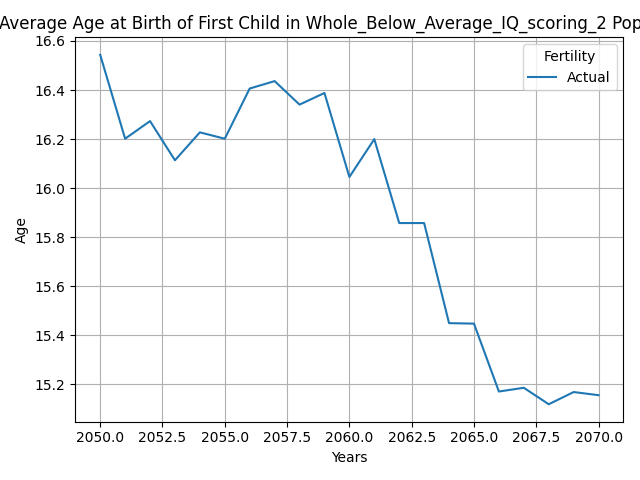 Average Age at Birth of First Child in Whole_Below_Average_IQ_scoring_2 Pop
16.6
16.4
16.2
16.0
15.8
15.6
15.4
15.2
Age
Fertility
Actual
2050.0 2052.5 2055.0 2057.5 2060.0 2062.5 2065.0 2067.5 2070.0
Years